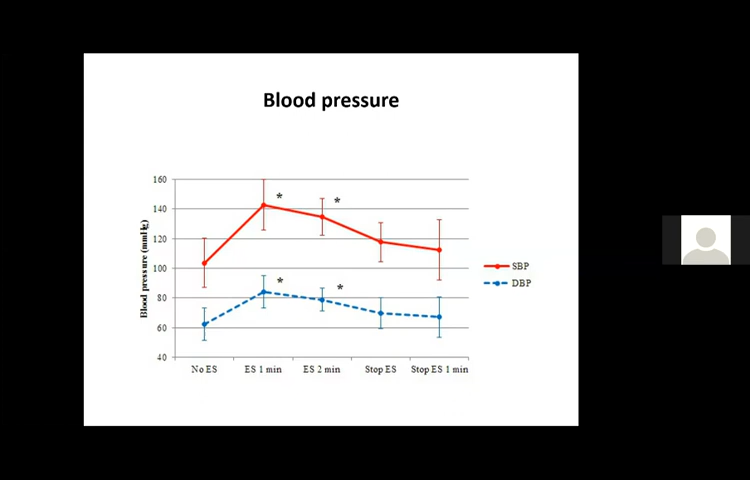 Blood pressure
160
140
120
100
80
60
40
Blood pressure (mmHg)
*
*
*
*
No ES
ES 1 min
ES 2 min
Stop ES
Stop ES 1 min
SBP
DBP